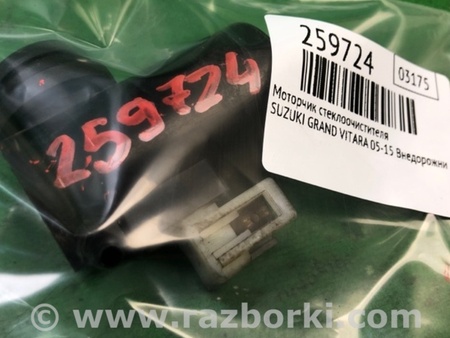 259724
03175
Моторчик стеклоочистителя
SUZUKI GRAND VITARA 05-15 Внедорожни
259724
© www.razborki.com